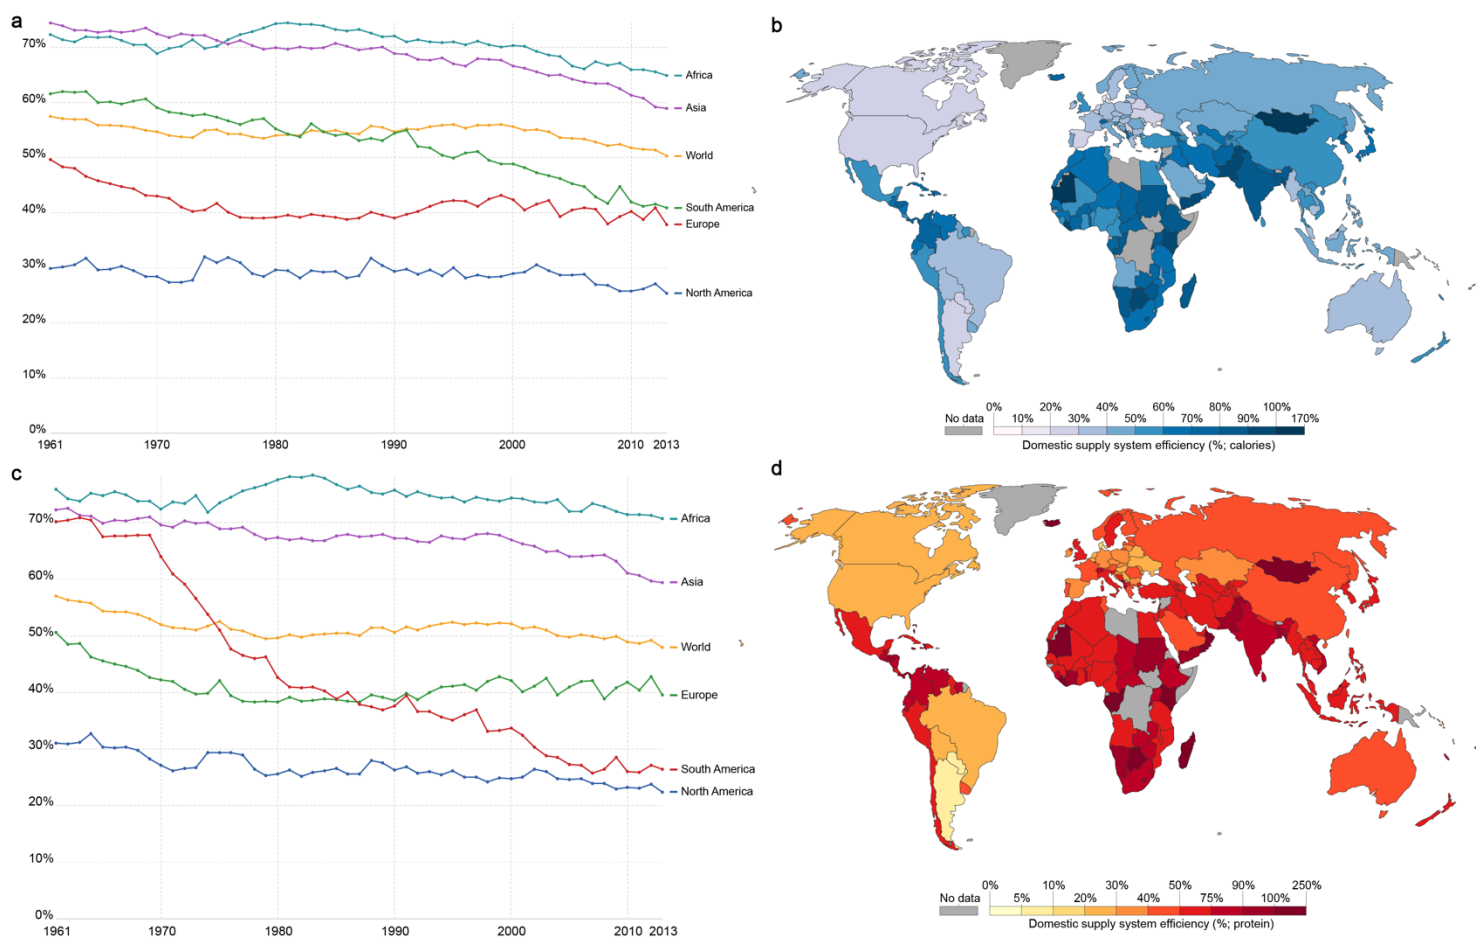 a
70%
60%
50%
40%
30%
20%
10%
0%
1961 1970 1980 1990 2000 2010 2013
Africa
Asia
World
South America
Europe
North America
b
0% 20% 40% 60% 80% 100%
No data 10% 30% 50% 70% 90% 170%
Domestic supply system efficiency (%; calories)
c
70%
60%
50%
40%
30%
20%
10%
0%
1961 1970 1980 1990 2000 2010 2013
Africa
Asia
World
Europe
South America
North America
d
0% 10% 30% 50% 90% 250%
No data 5% 20% 40% 75% 100%
Domestic supply system efficiency (%; protein)